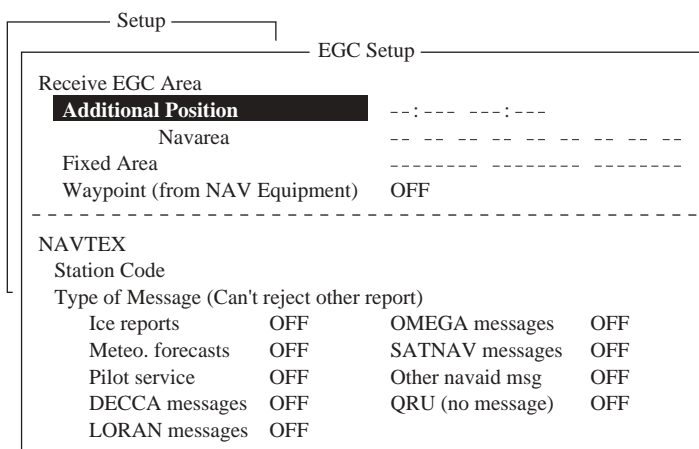 Setup
EGC Setup
Receive EGC Area
Additional Position --:--- ---:---
Navarea -- -- -- -- -- -- -- -- --
Fixed Area -------- -------- --------
Waypoint (from NAV Equipment) OFF
NAVTEX
Station Code
Type of Message (Can't reject other report)
Ice reports OFF OMEGA messages OFF
Meteo. forecasts OFF SATNAV messages OFF
Pilot service OFF Other navaid msg OFF
DECCA messages OFF QRU (no message) OFF
LORAN messages OFF